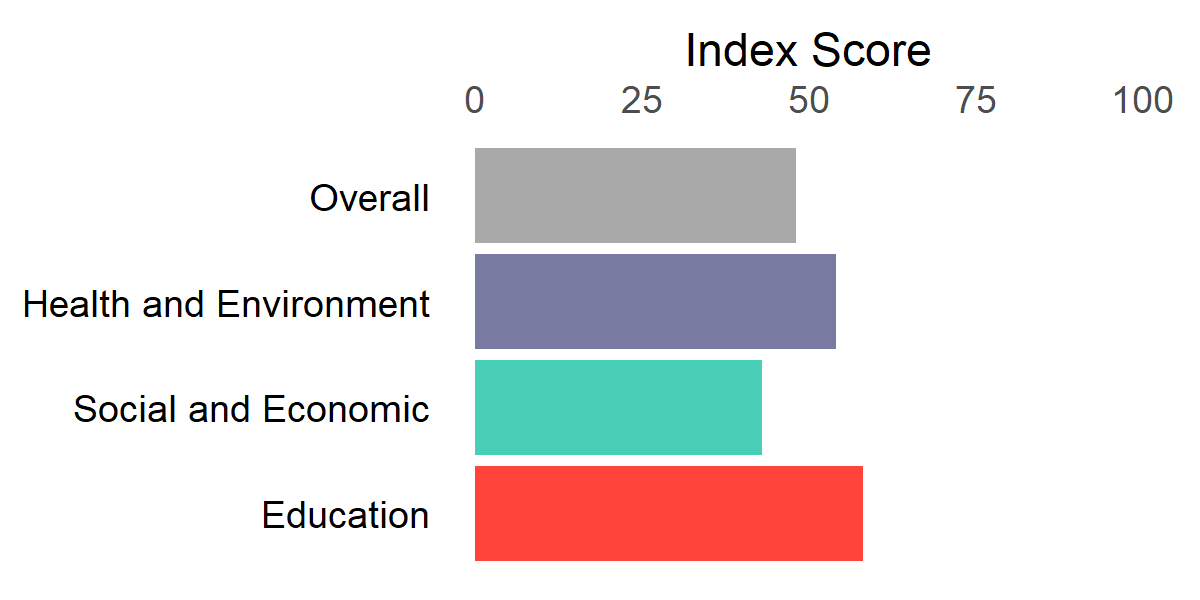 Index Score
0 25 50 75 100
Overall
Health and Environment
Social and Economic
Education